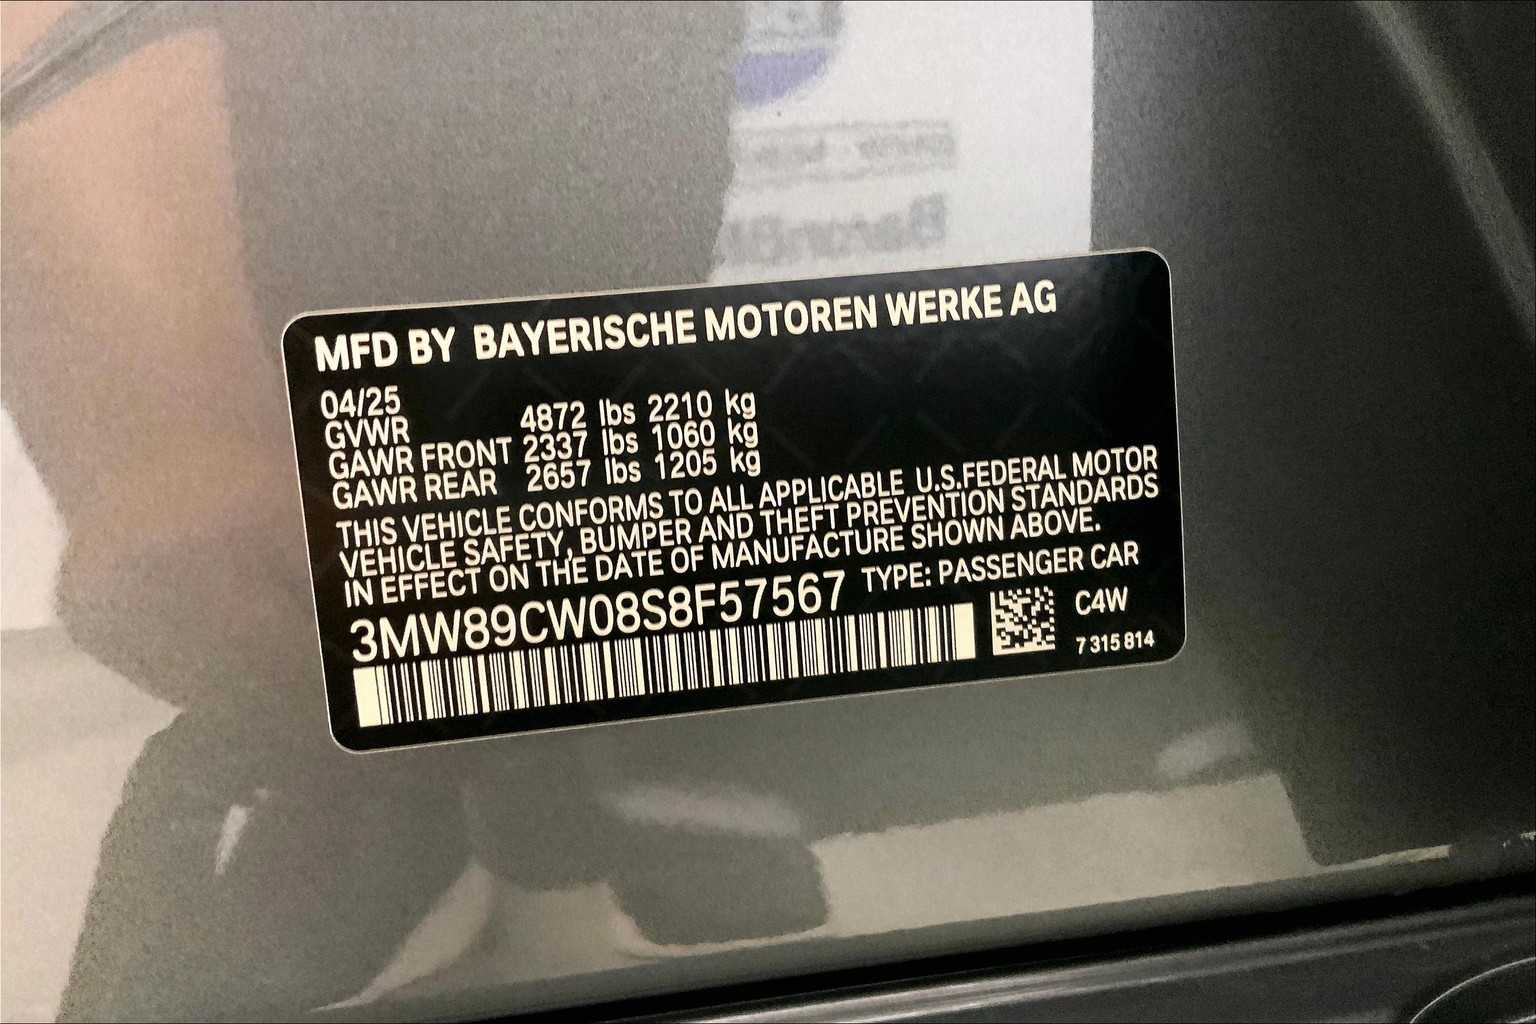 MFD BY BAYERISCHE MOTOREN WERKE AG
04/25
GVWR 4872 lbs 2210 kg
GAWR FRONT 2337 lbs 1060 kg
GAWR REAR 2657 lbs 1205 kg
THIS VEHICLE CONFORMS TO ALL APPLICABLE U.S.FEDERAL MOTOR
VEHICLE SAFETY, BUMPER AND THEFT PREVENTION STANDARDS
IN EFFECT ON THE DATE OF MANUFACTURE SHOWN ABOVE.
3MW89CW08S8F57567 TYPE: PASSENGER CAR
C4W
7 315 814